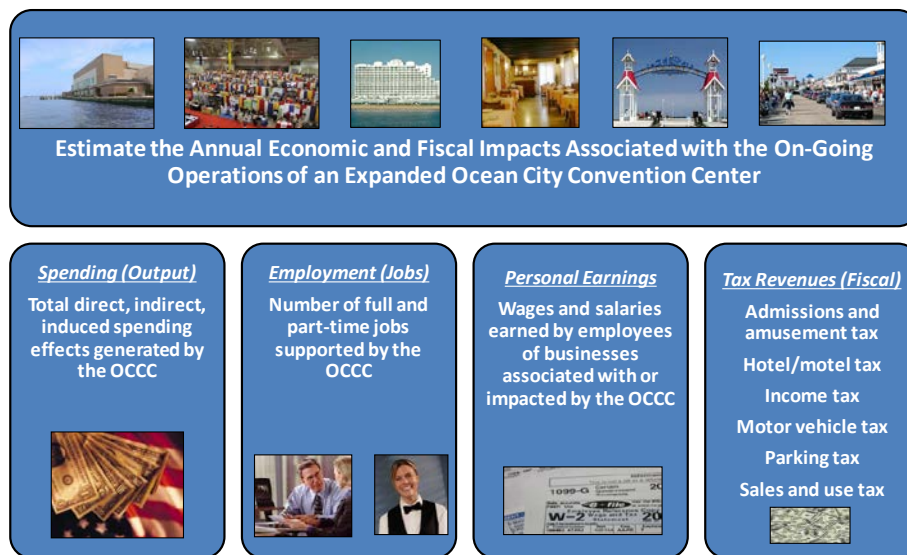 Estimate the Annual Economic and Fiscal Impacts Associated with the On-Going
Operations of an Expanded Ocean City Convention Center
Spending (Output)
Total direct, indirect,
induced spending
effects generated by
the OCCC
Employment (Jobs)
Number of full and
part-time jobs
supported by the
OCCC
Personal Earnings
Wages and salaries
earned by employees
of businesses
associated with or
impacted by the OCCC
1099-G
W-2
e-file
Tax Revenues (Fiscal)
Admissions and
amusement tax
Hotel/motel tax
Income tax
Motor vehicle tax
Parking tax
Sales and use tax